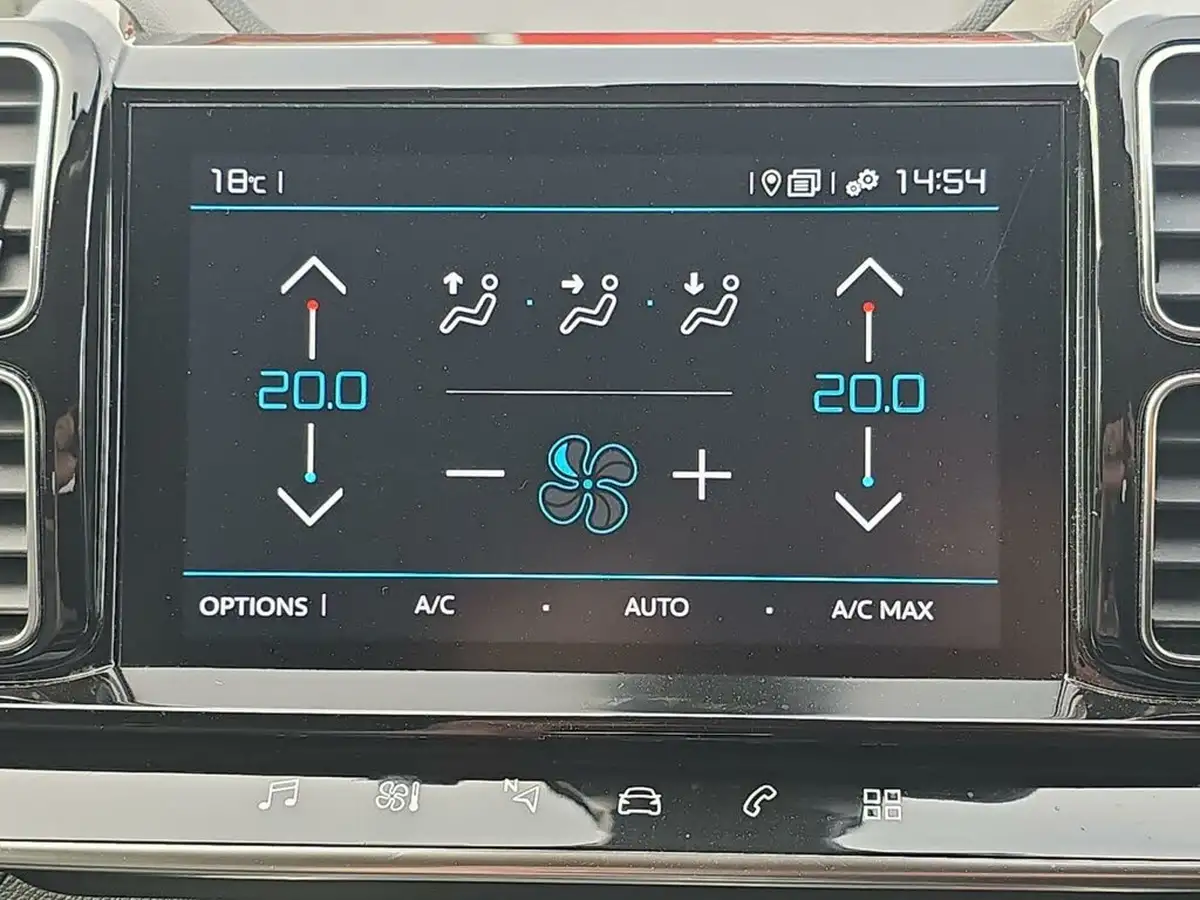 18°C
14:54
20.0 20.0
OPTIONS A/C AUTO A/C MAX
N